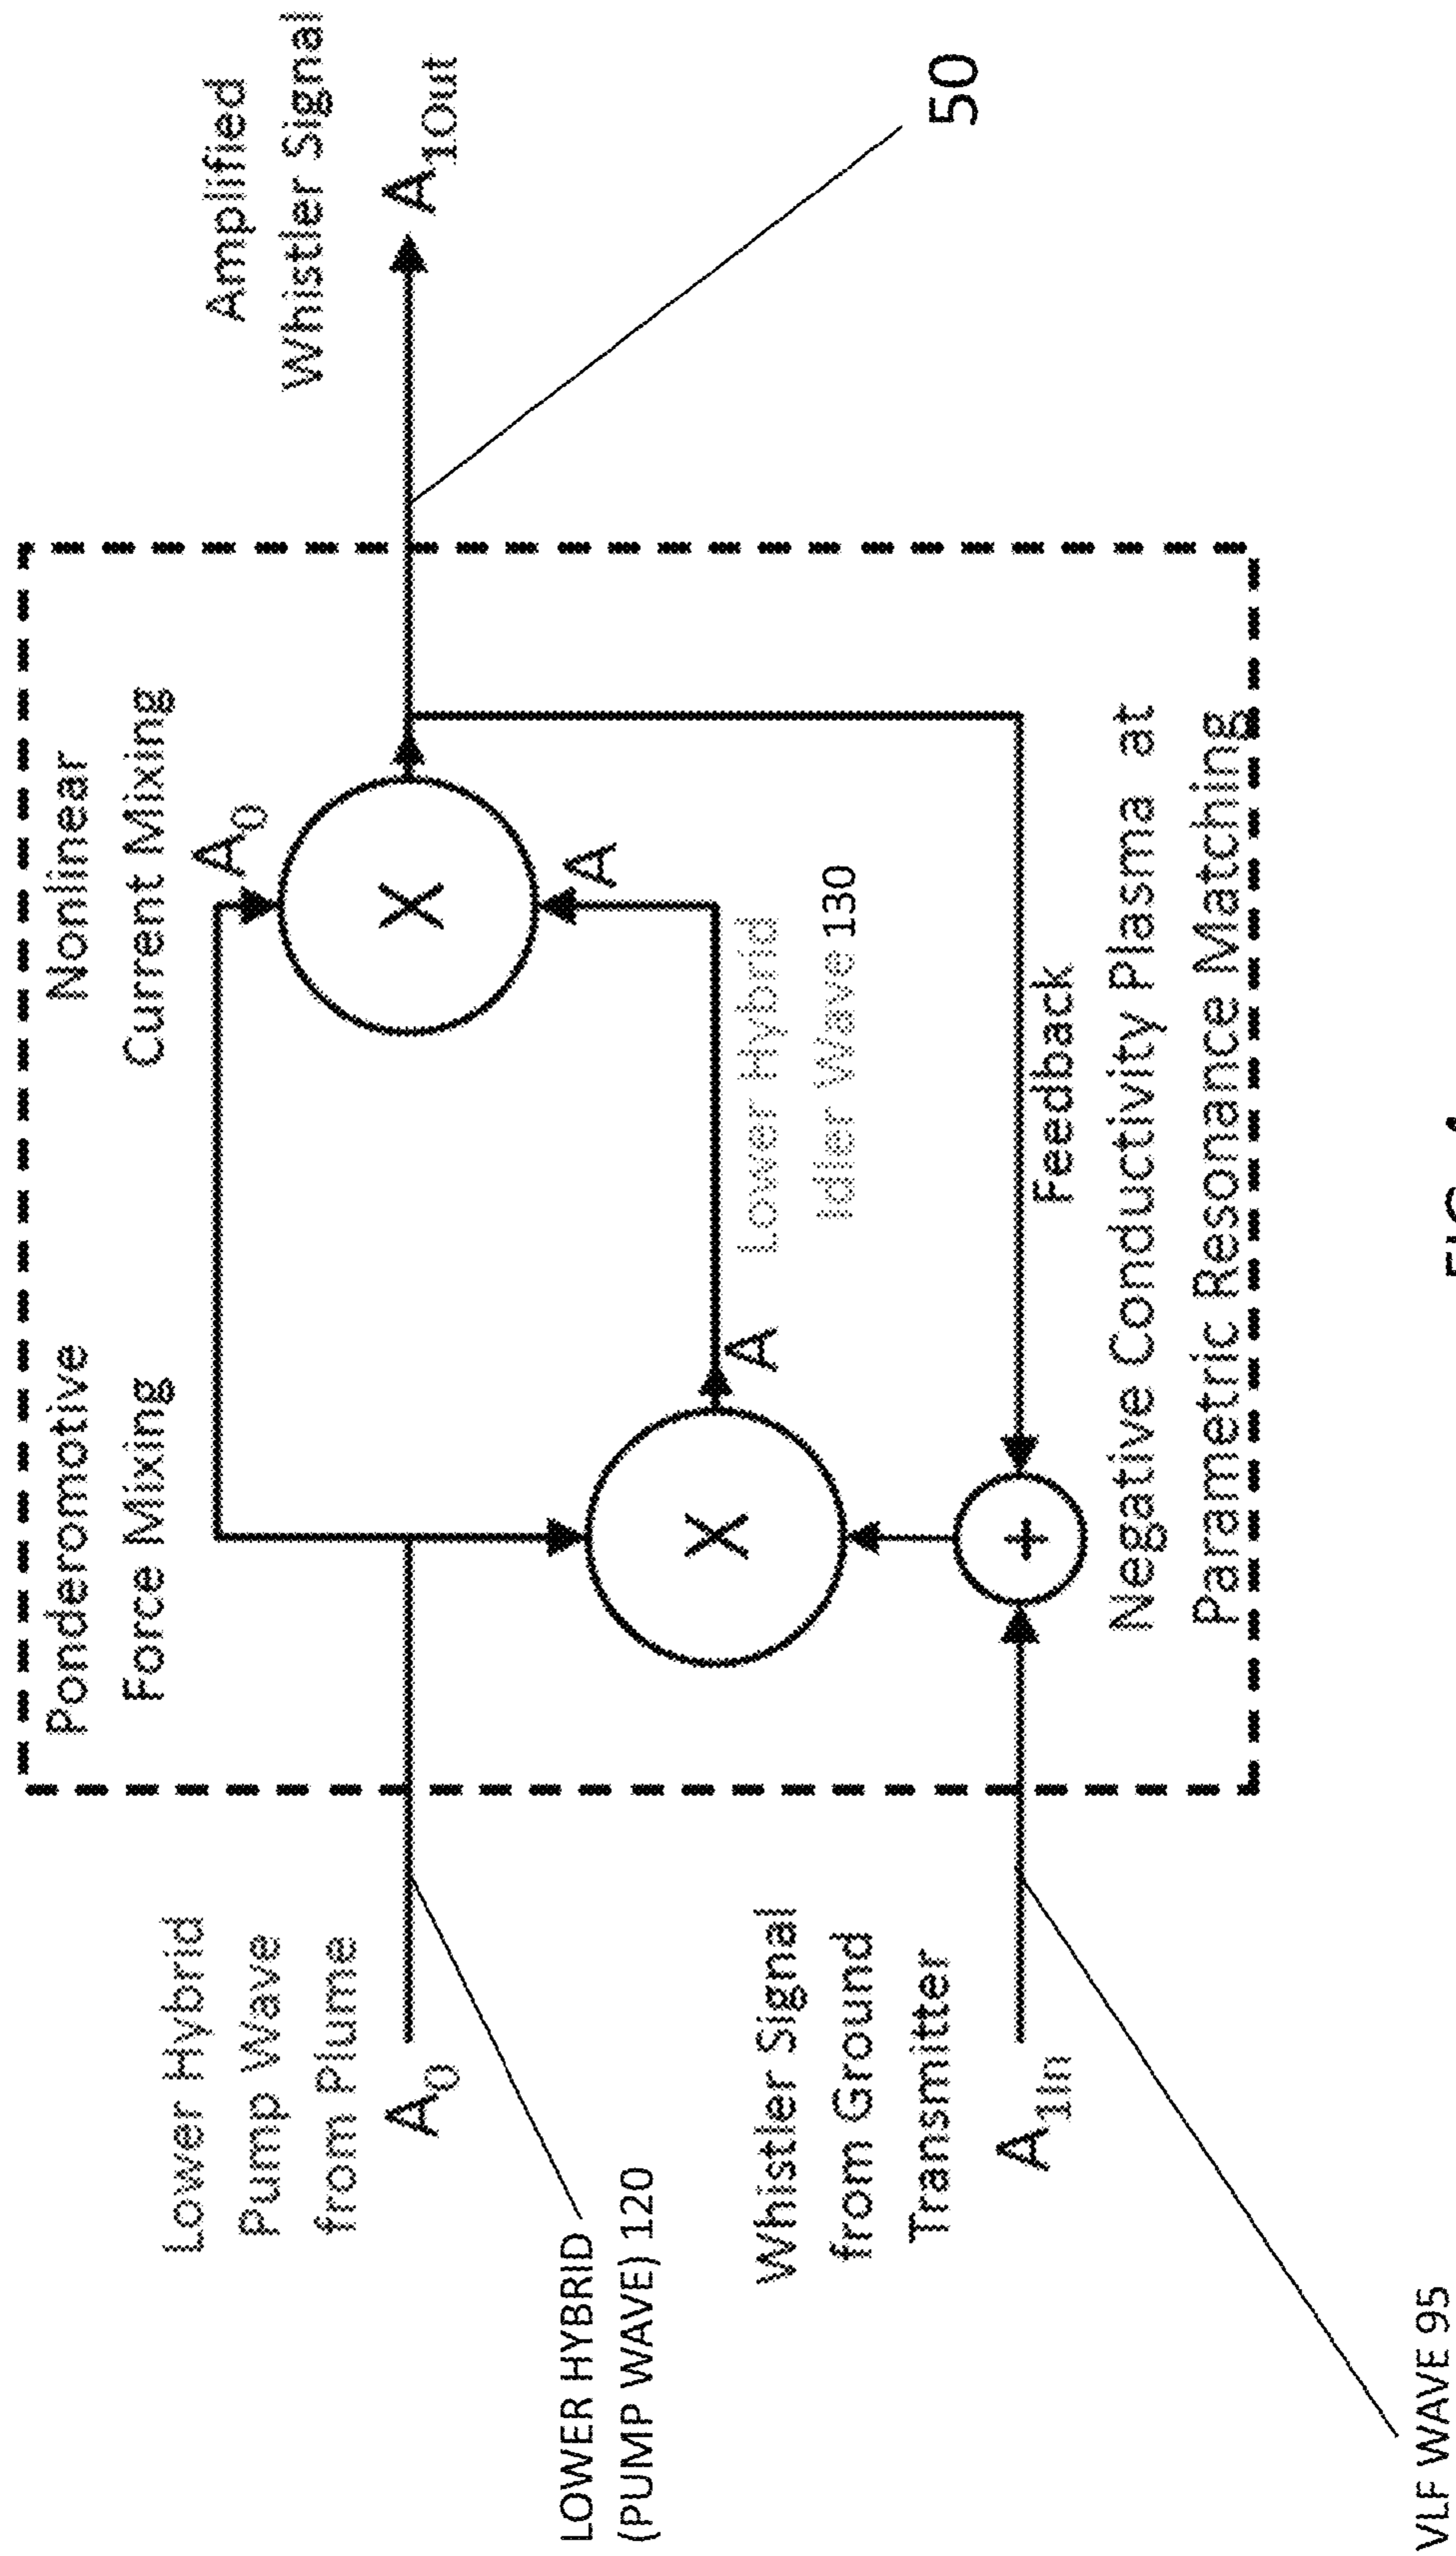 Lower Hybrid
Pump Wave
from Plume
A0
LOWER HYBRID
(PUMP WAVE) 120
Whistler Signal
from Ground
Transmitter
A1In
VLF WAVE 95
Ponderomotive
Force Mixing
X
A
+
Lower Hybrid
Idler Wave 130
Nonlinear
Current Mixing
A0
X
A
Feedback
Negative Conductivity Plasma at
Parametric Resonance Matching
Amplified
Whistler Signal
A1Out
50